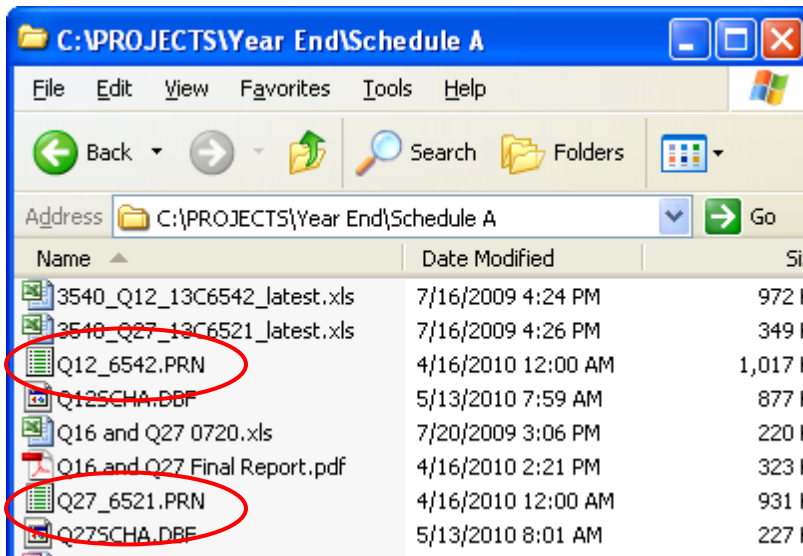 C:\PROJECTS\Year End\Schedule A
File Edit View Favorites Tools Help
Back Search Folders
Address C:\PROJECTS\Year End\Schedule A Go
Name Date Modified Si
3540_Q12_13C6542_latest.xls 7/16/2009 4:24 PM 972
3540_Q27_13C6521_latest.xls 7/16/2009 4:26 PM 349
Q12_6542.PRN 4/16/2010 12:00 AM 1,017
Q12SCHA.DBF 5/13/2010 7:59 AM 877
Q16 and Q27 0720.xls 7/20/2009 3:06 PM 220
Q16 and Q27 Final Report.pdf 4/16/2010 2:21 PM 323
Q27_6521.PRN 4/16/2010 12:00 AM 931
Q27SCHA.DBF 5/13/2010 8:01 AM 227